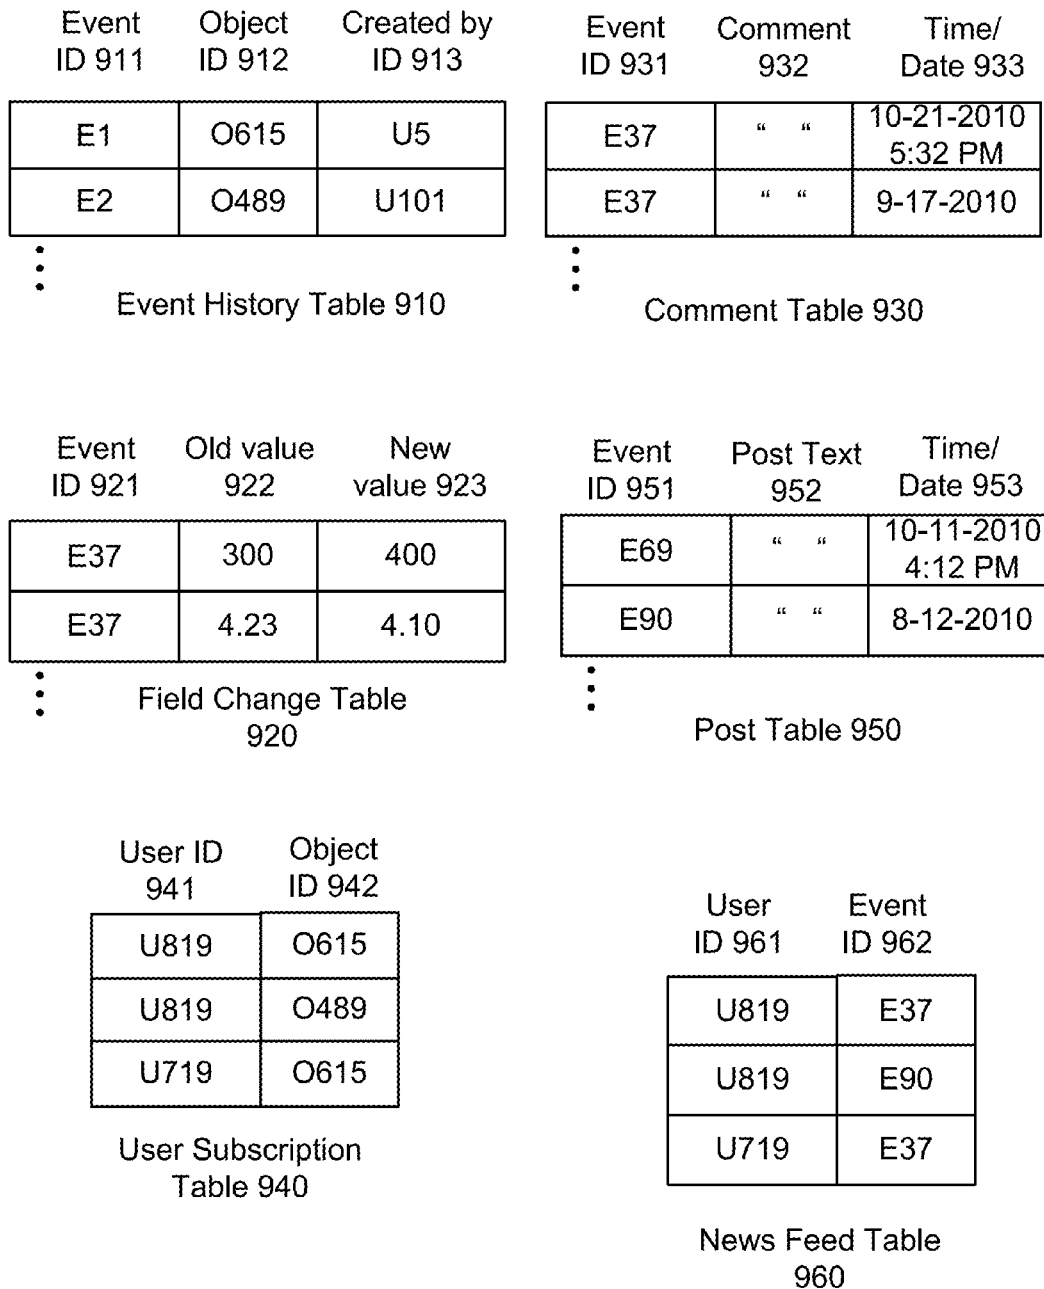 Event ID 911 Object ID 912 Created by ID 913
E1 O615 U5
E2 O489 U101
Event History Table 910
Event ID 931 Comment 932 Time/ Date 933
E37 “ “ 10-21-2010 5:32 PM
E37 “ “ 9-17-2010
Comment Table 930
Event ID 921 Old value 922 New value 923
E37 300 400
E37 4.23 4.10
Field Change Table
920
Event ID 951 Post Text 952 Time/ Date 953
E69 “ “ 10-11-2010 4:12 PM
E90 “ “ 8-12-2010
Post Table 950
User ID 941 Object ID 942
U819 O615
U819 O489
U719 O615
User Subscription
Table 940
User ID 961 Event ID 962
U819 E37
U819 E90
U719 E37
News Feed Table
960